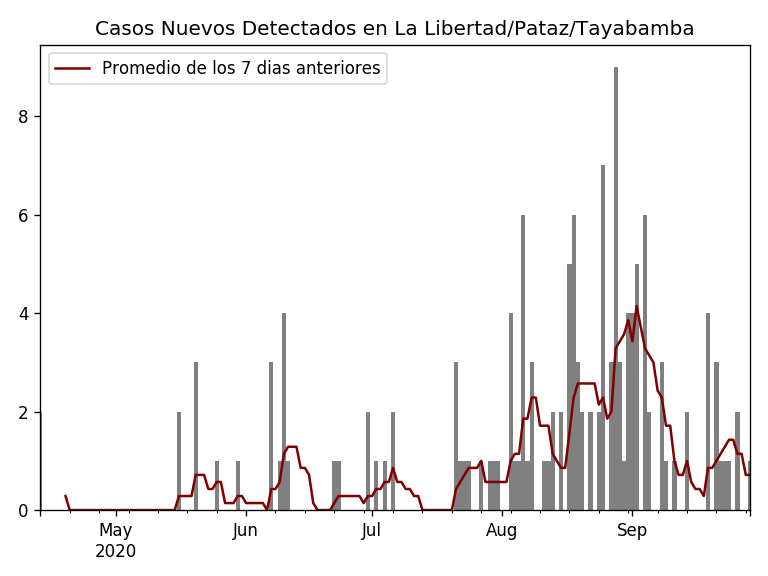 Casos Nuevos Detectados en La Libertad/Pataz/Tayabamba
Promedio de los 7 dias anteriores
8
6
4
2
0
May Jun Jul Aug Sep
2020